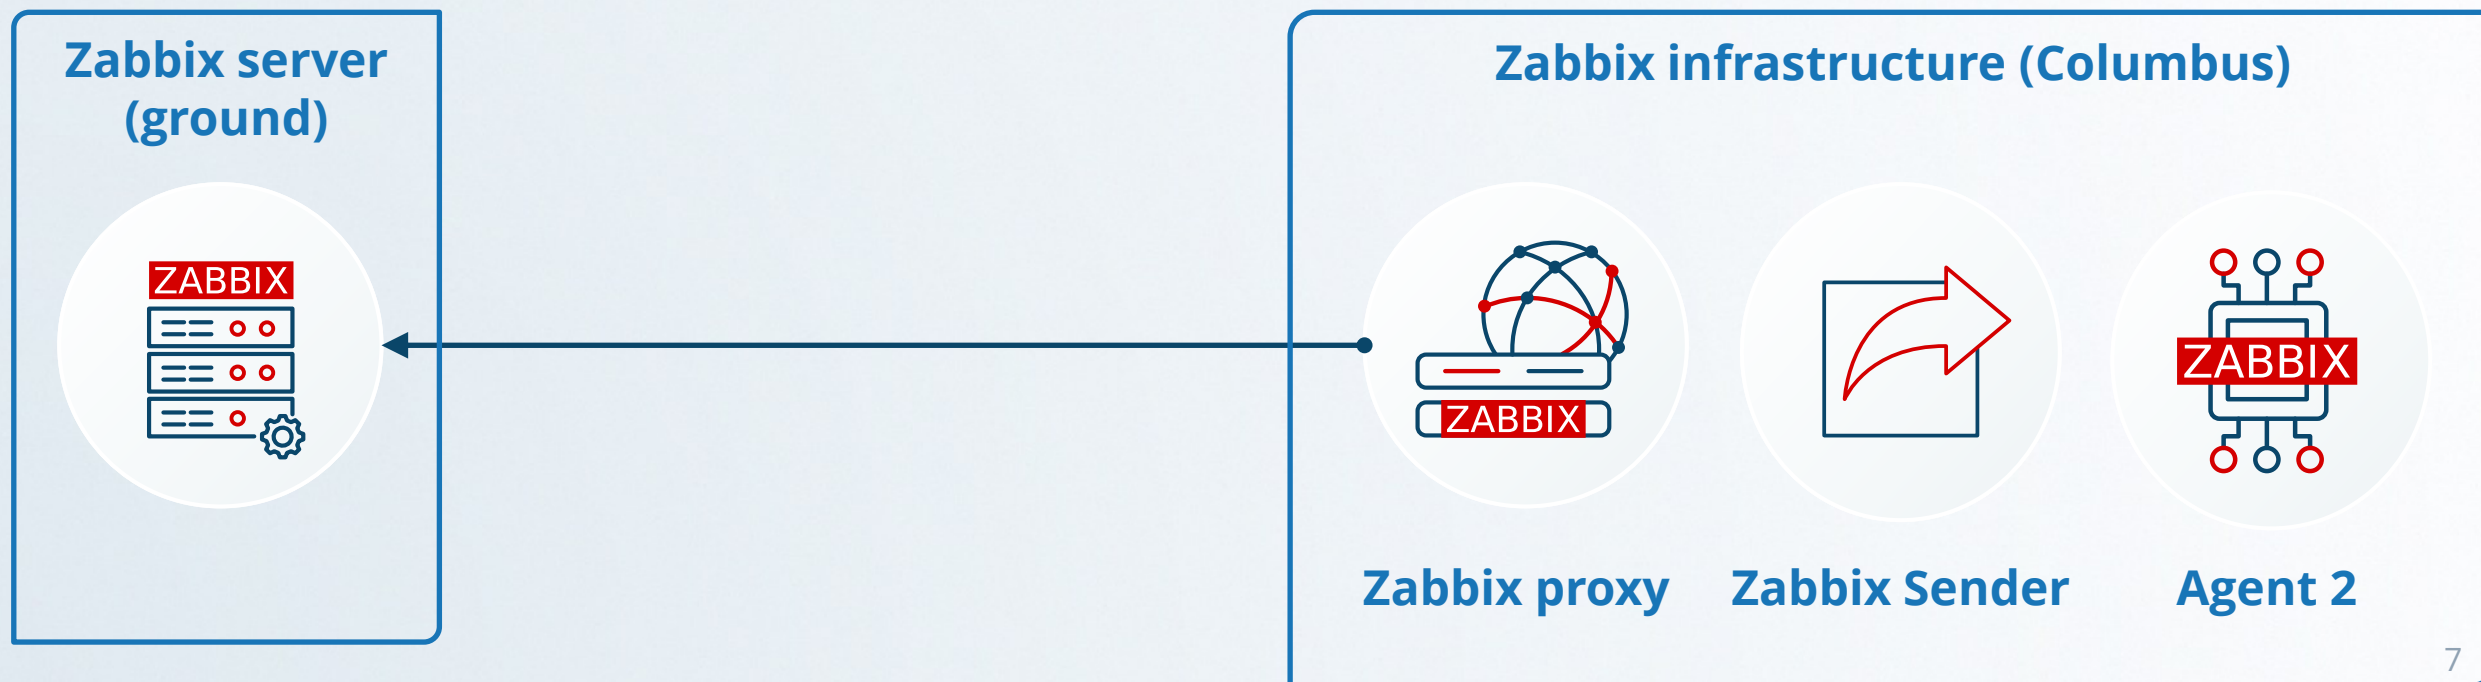 Zabbix server
(ground)
ZABBIX
Zabbix infrastructure (Columbus)
ZABBIX
ZABBIX
Zabbix proxy
Zabbix Sender
Agent 2
7